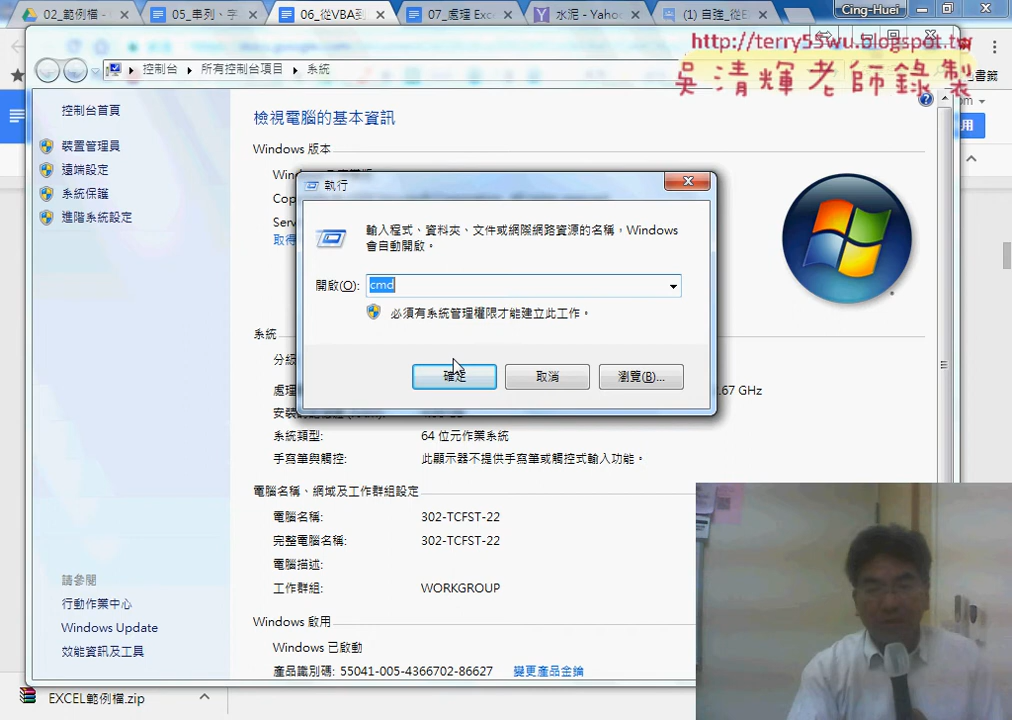 02_範例檔 -
05_串列、字
06_從VBA到
07_處理 Exce
水泥 - Yahoo
(1) 自強_從E
Cing-Huei
http://terry55wu.blogspot.tw
吳清輝老師錄製
控制台
所有控制台項目
系統
書籤
控制台首頁
裝置管理員
遠端設定
系統保護
進階系統設定
檢視電腦的基本資訊
Windows 版本
執行
輸入程式、資料夾、文件或網際網路資源的名稱，Windows
會自動開啟。
開啟(O):
cmd
必須有系統管理權限才能建立此工作。
確定
取消
瀏覽(B)...
系統
.67 GHz
系統類型:
64 位元作業系統
手寫筆與觸控:
此顯示器不提供手寫筆或觸控式輸入功能。
電腦名稱、網域及工作群組設定
電腦名稱:
302-TCFST-22
完整電腦名稱:
302-TCFST-22
電腦描述:
工作群組:
WORKGROUP
Windows 啟用
Windows 已啟動
產品識別碼: 55041-005-4366702-86627
變更產品金鑰
請參閱
行動作業中心
Windows Update
效能資訊及工具
EXCEL範例檔.zip